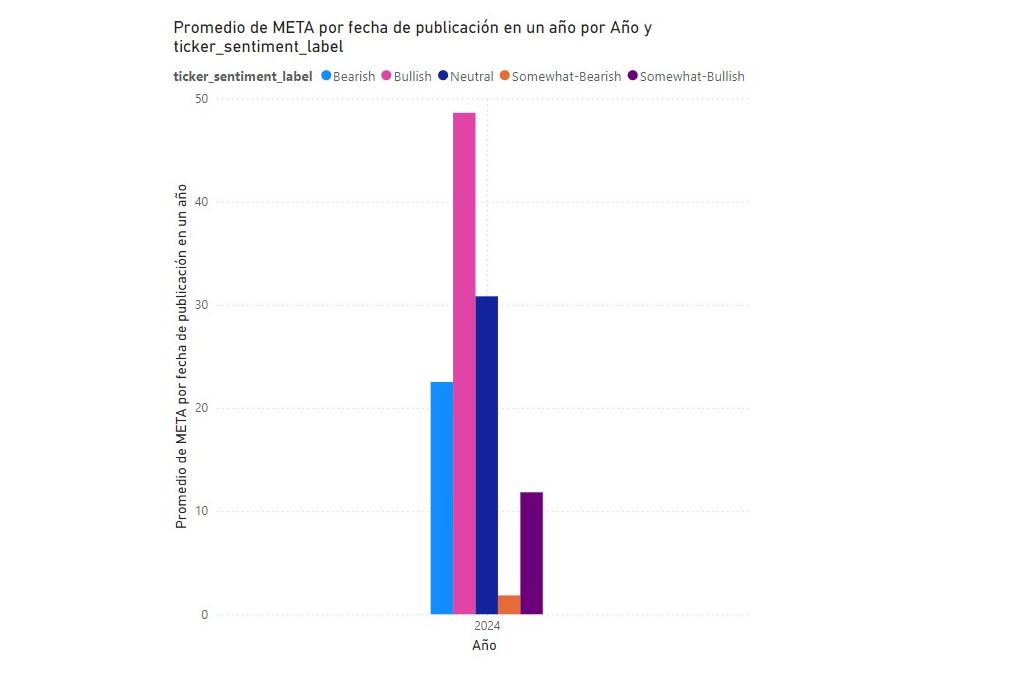 Promedio de META por fecha de publicación en un año por Año y
ticker_sentiment_label
ticker_sentiment_label Bearish Bullish Neutral Somewhat-Bearish Somewhat-Bullish
Promedio de META por fecha de publicación en un año
50
40
30
20
10
0
2024
Año